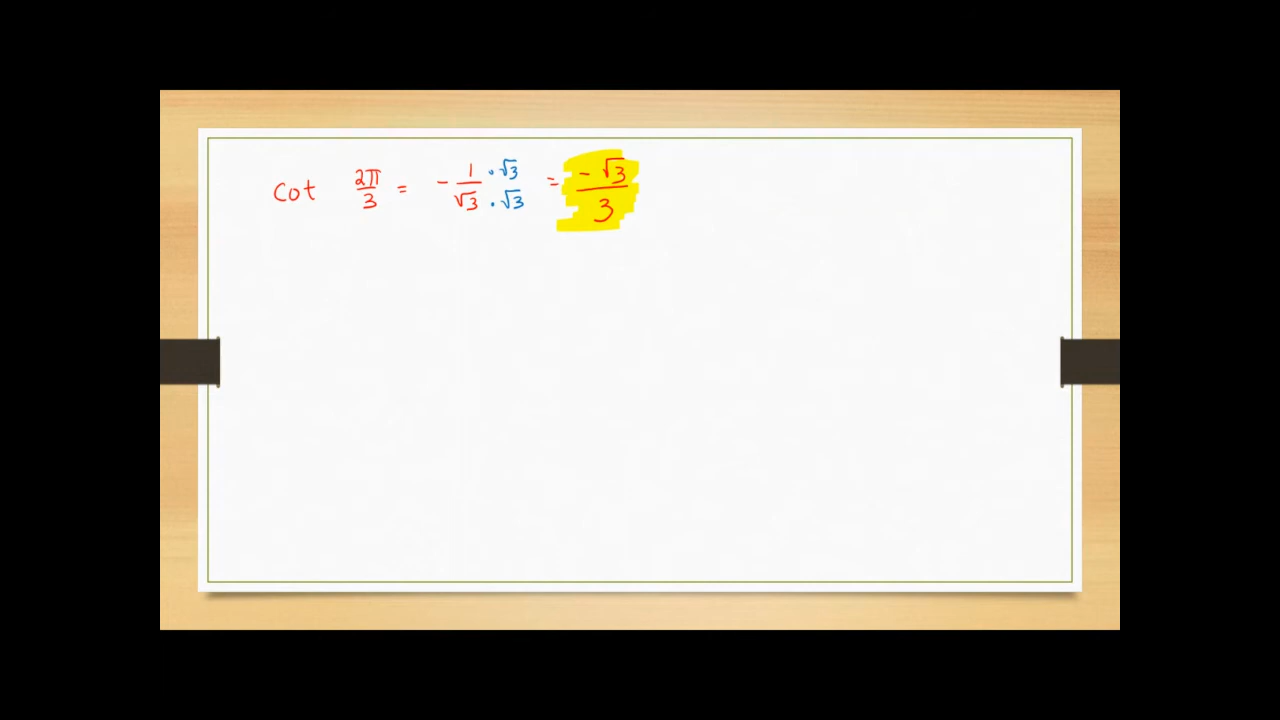 cot 2π/3 = - 1/√3 · √3/· √3 = -√3/3